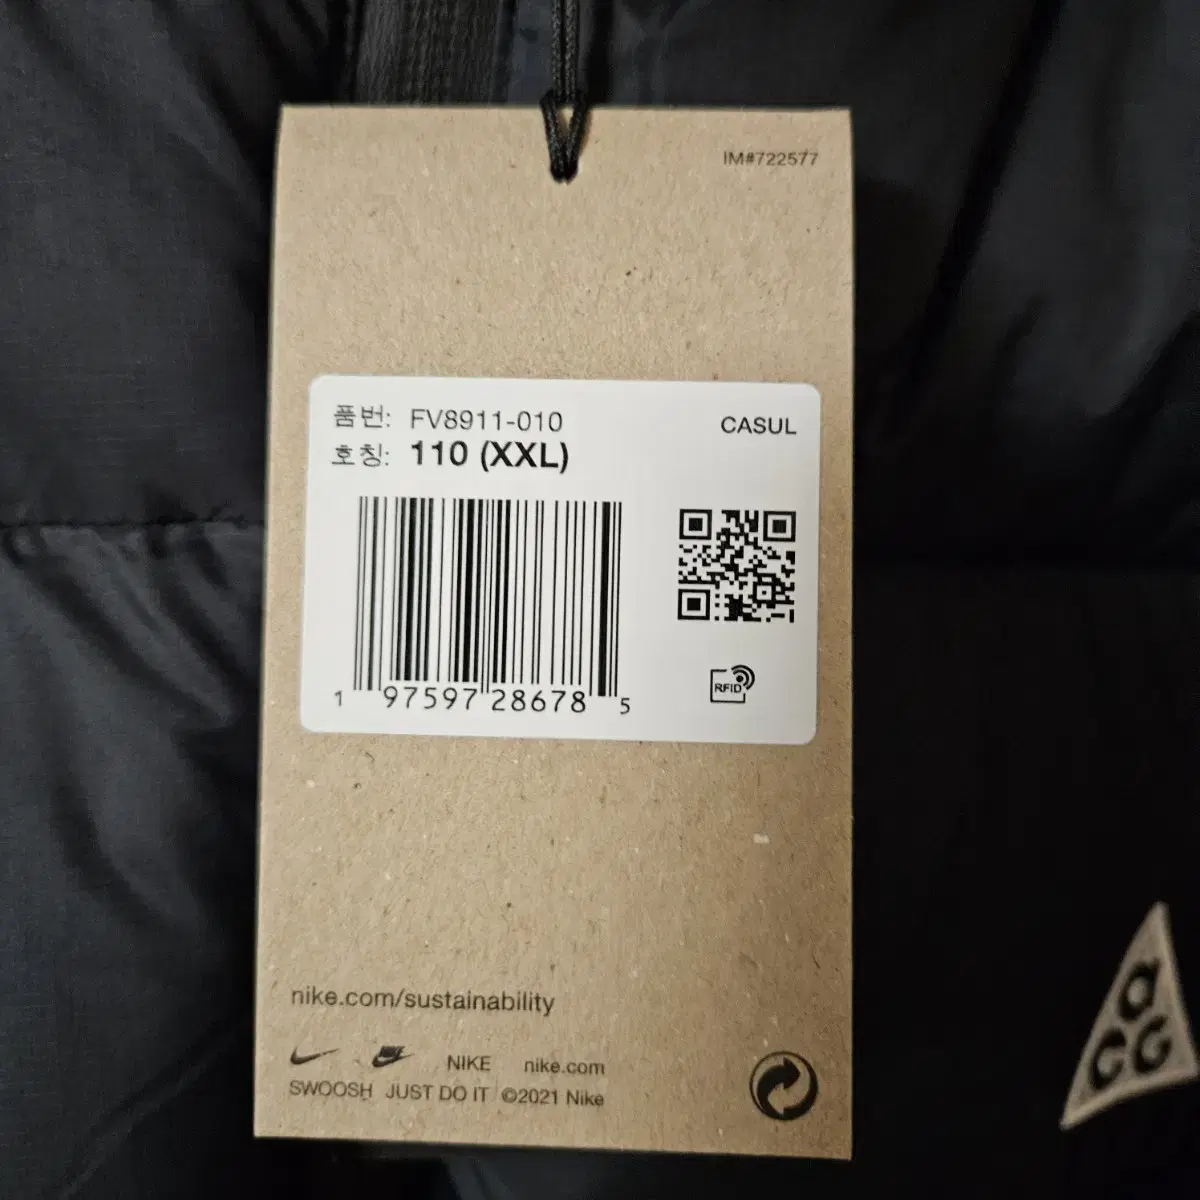 IM#722577
품번: FV8911-010
CASUL
호칭: 110 (XXL)
1 97597 28678 5
RFID
nike.com/sustainability
NIKE nike.com
SWOOSH JUST DO IT ©2021 Nike
aCG